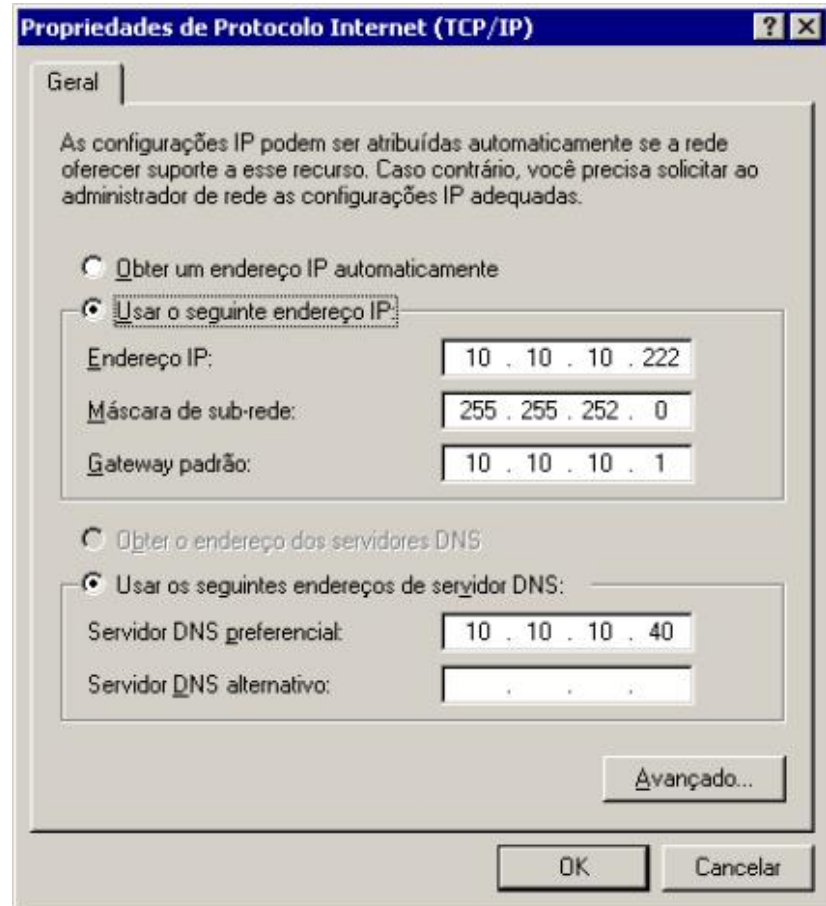 Propriedades de Protocolo Internet (TCP/IP)
Geral
As configurações IP podem ser atribuídas automaticamente se a rede
oferecer suporte a esse recurso. Caso contrário, você precisa solicitar ao
administrador de rede as configurações IP adequadas.
Obter um endereço IP automaticamente
Usar o seguinte endereço IP:
Endereço IP: 10 . 10 . 10 . 222
Máscara de sub-rede: 255 . 255 . 252 . 0
Gateway padrão: 10 . 10 . 10 . 1
Obter o endereço dos servidores DNS
Usar os seguintes endereços de servidor DNS:
Servidor DNS preferencial: 10 . 10 . 10 . 40
Servidor DNS alternativo: . . .
Avançado...
OK Cancelar